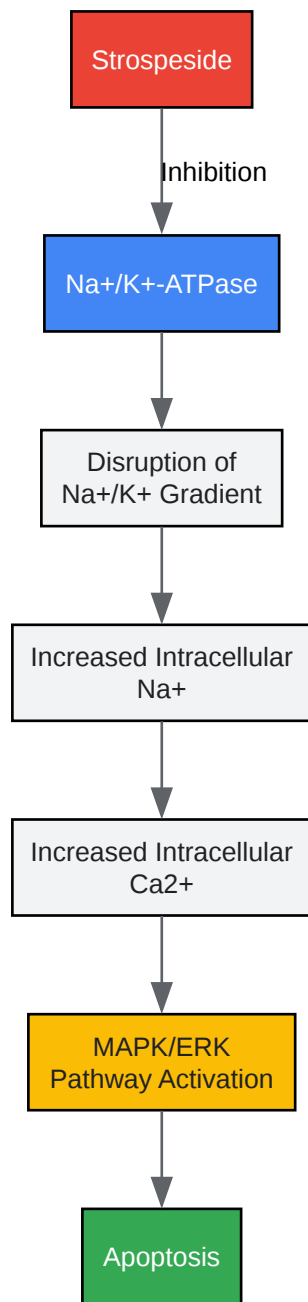 Strospeside
Inhibition
Na+/K+-ATPase
Disruption of
Na+/K+ Gradient
Increased Intracellular
Na+
Increased Intracellular
Ca2+
MAPK/ERK
Pathway Activation
Apoptosis